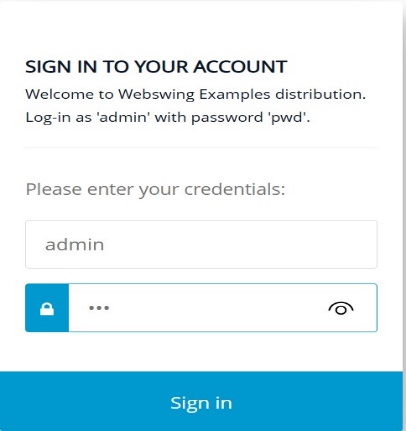 SIGN IN TO YOUR ACCOUNT
Welcome to Webswing Examples distribution.
Log-in as 'admin' with password 'pwd'.
Please enter your credentials:
admin
•••
Sign in